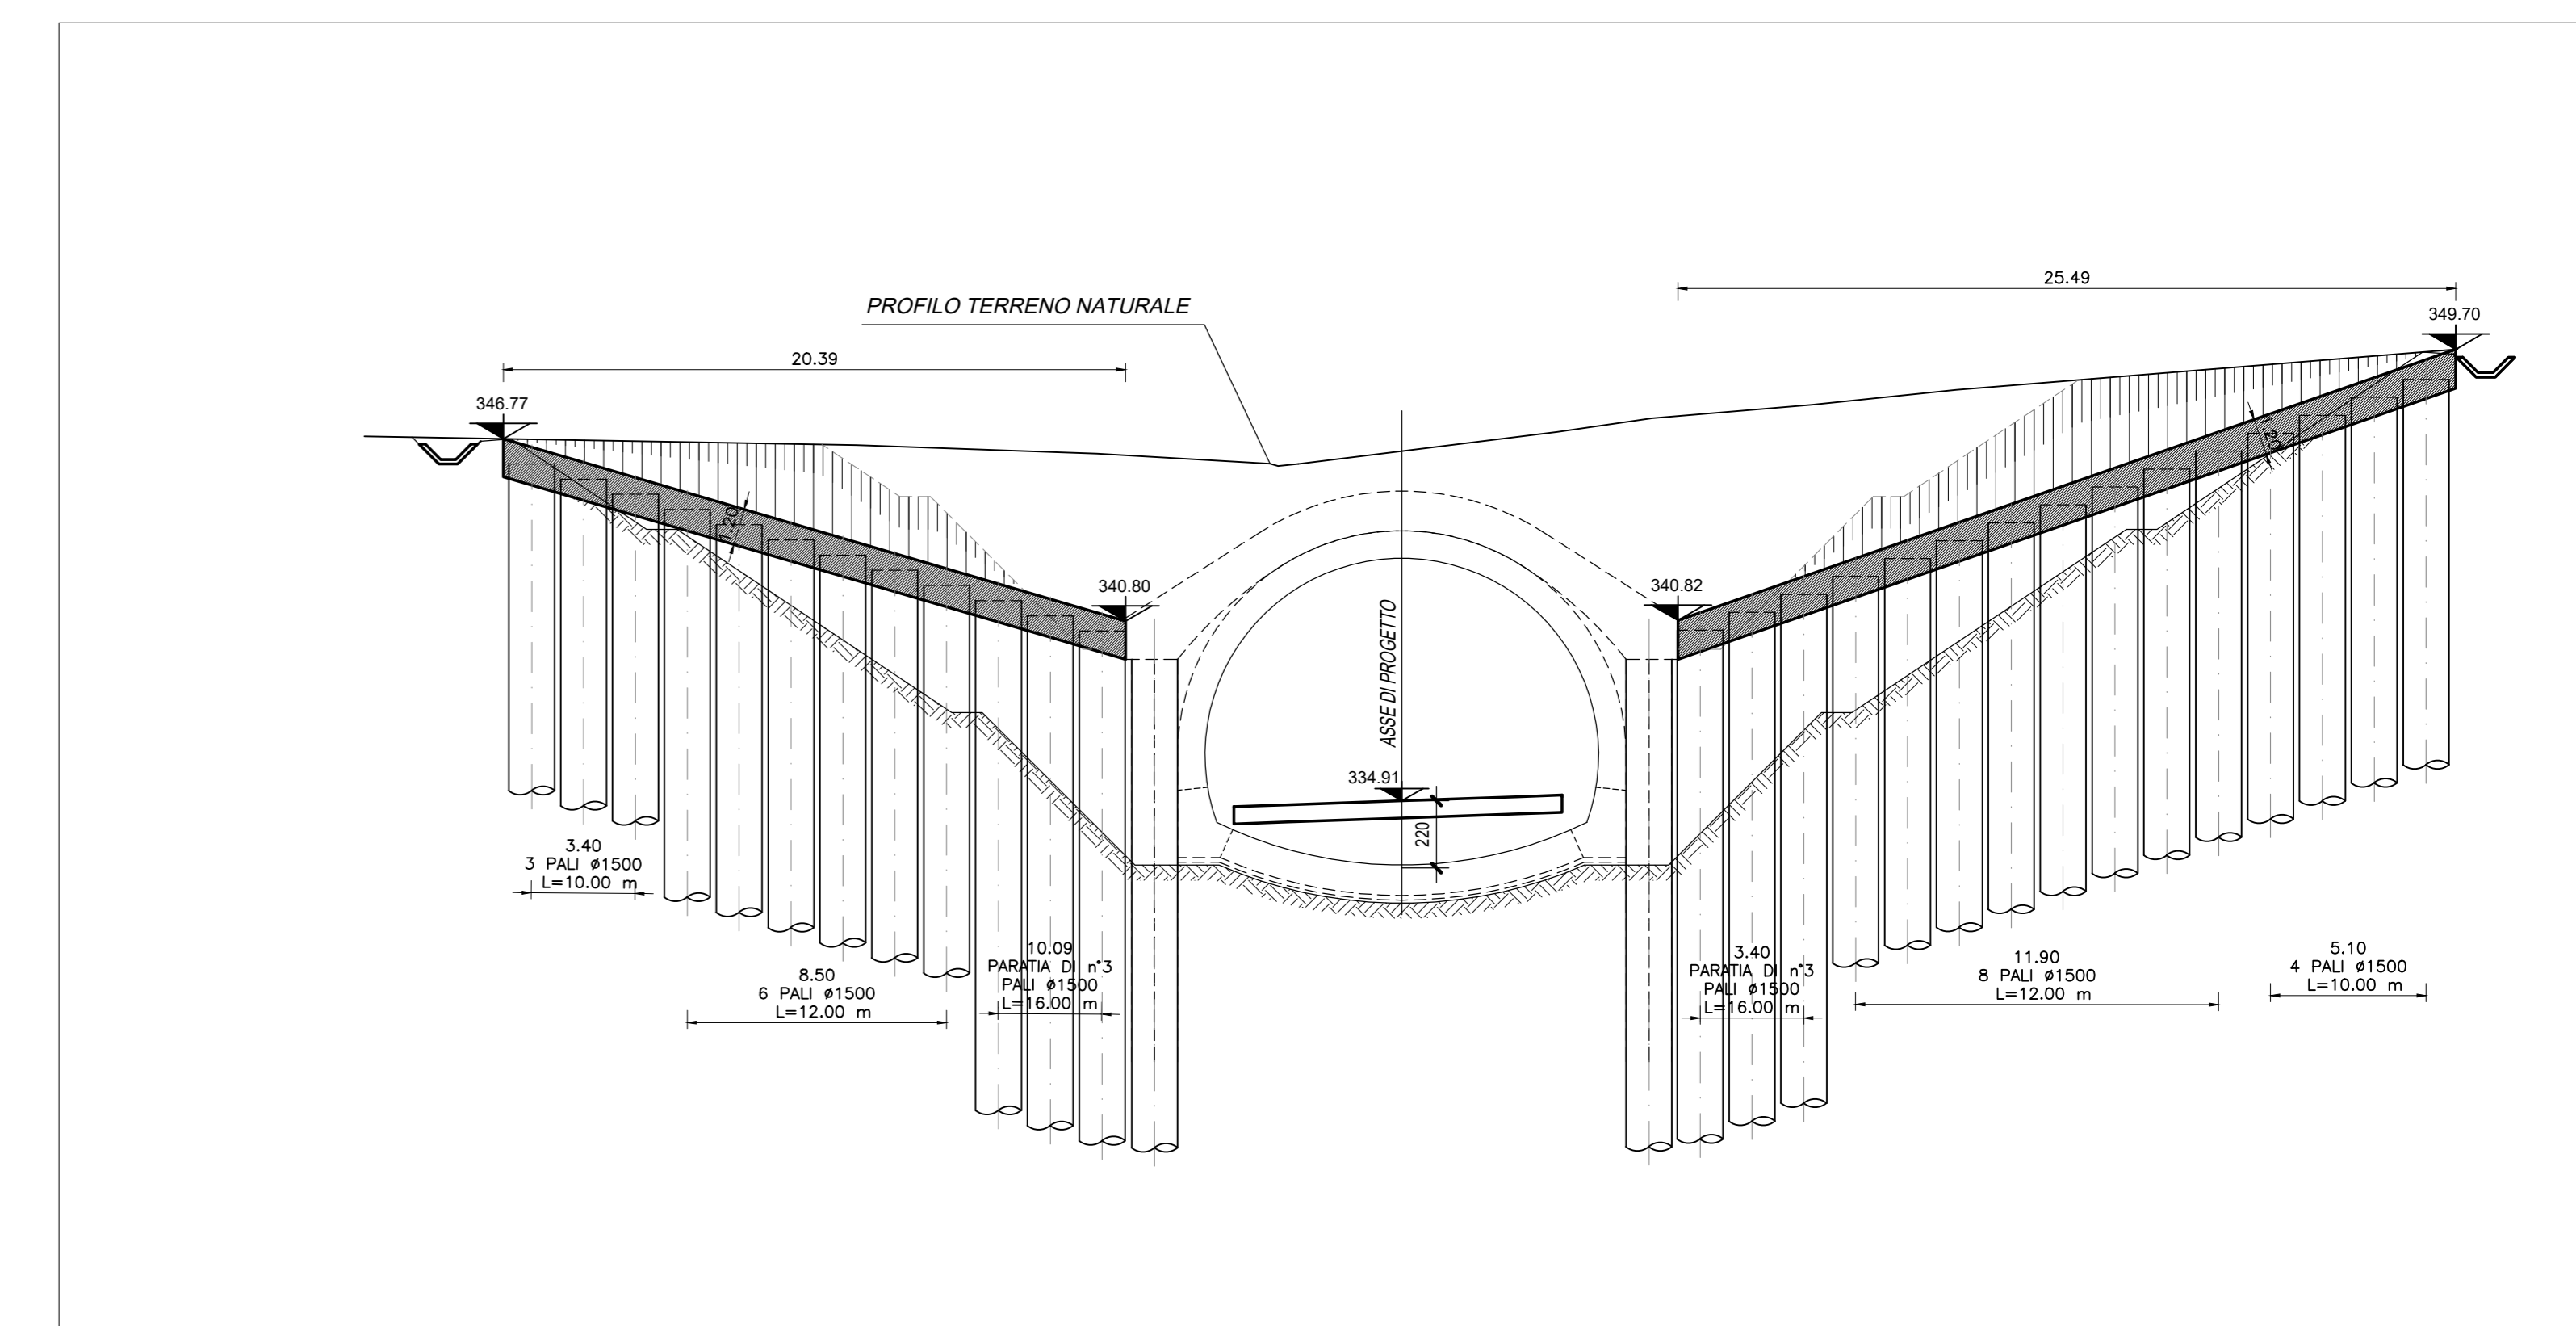 25.49
PROFILO TERRENO NATURALE
349.70
20.39
346.77
1.20
1.20
340.80
340.82
ASSE DI PROGETTO
334.91
220
3.40
3 PALI ø1500
L=10.00 m
8.50
6 PALI ø1500
L=12.00 m
10.09
PARATIA DI n°3
PALI ø1500
L=16.00 m
3.40
PARATIA DI n°3
PALI ø1500
L=16.00 m
11.90
8 PALI ø1500
L=12.00 m
5.10
4 PALI ø1500
L=10.00 m